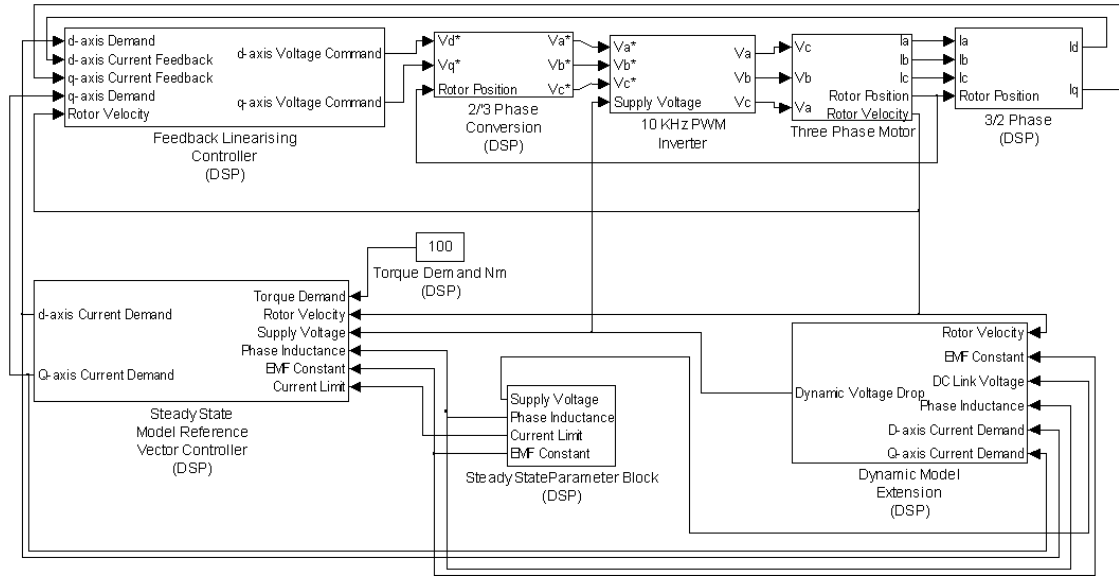 d-axis Demand
d-axis Current Feedback
q-axis Current Feedback
q-axis Demand
Rotor Velocity
d-axis Voltage Command
q-axis Voltage Command
Feedback Linearising
Controller
(DSP)
Vd*
Vq*
Rotor Position
Va*
Vb*
Vc*
2/'3 Phase
Conversion
(DSP)
Va*
Vb*
Vc*
Supply Voltage
Va
Vb
Vc
10 KHz PWM
Inverter
Vc
Vb
Va
Ia
Ib
Ic
Rotor Position
Rotor Velocity
Three Phase Motor
Ia
Ib
Ic
Rotor Position
Id
Iq
3/2 Phase
(DSP)
100
Torque Demand Nm
(DSP)
d-axis Current Demand
Q-axis Current Demand
Torque Demand
Rotor Velocity
Supply Voltage
Phase Inductance
EMF Constant
Current Limit
Steady State
Model Reference
Vector Controller
(DSP)
Supply Voltage
Phase Inductance
Current Limit
EMF Constant
Steady State Parameter Block
(DSP)
Dynamic Voltage Drop
Rotor Velocity
EMF Constant
DC Link Voltage
Phase Inductance
D-axis Current Demand
Q-axis Current Demand
Dynamic Model
Extension
(DSP)